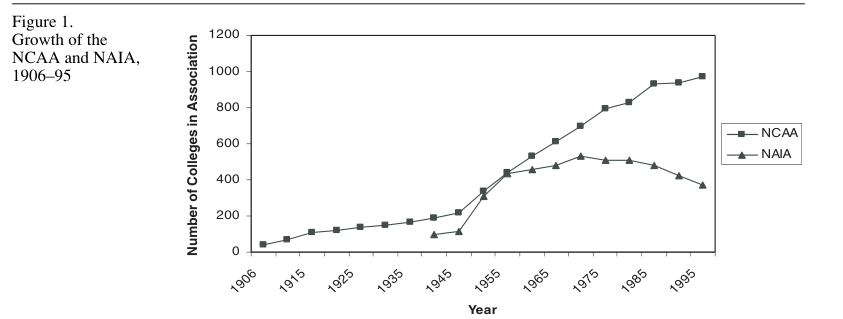 Figure 1.
Growth of the
NCAA and NAIA,
1906–95
Number of Colleges in Association
1200
1000
800
600
400
200
0
1906
1915
1925
1935
1945
1955
1965
1975
1985
1995
Year
NCAA
NAIA